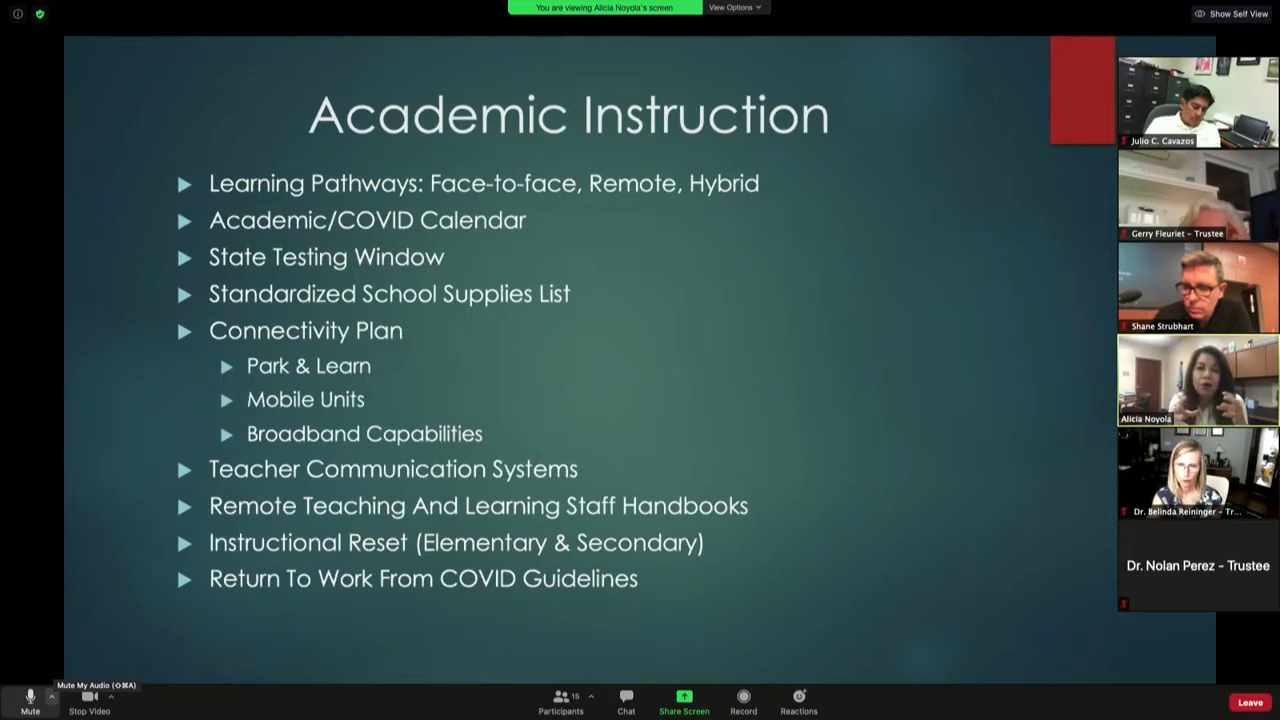 You are viewing Alicia Noyola's screen
View Options
Show Self View
Academic Instruction
Learning Pathways: Face-to-face, Remote, Hybrid
Academic/COVID Calendar
State Testing Window
Standardized School Supplies List
Connectivity Plan
Park & Learn
Mobile Units
Broadband Capabilities
Teacher Communication Systems
Remote Teaching And Learning Staff Handbooks
Instructional Reset (Elementary & Secondary)
Return To Work From COVID Guidelines
Julio C. Cavazos
Gerry Fleuriet - Trustee
Shane Strubhart
Alicia Noyola
Dr. Belinda Reininger - Tr...
Dr. Nolan Perez - Trustee
Mute My Audio (⇧⌘A)
Mute
Stop Video
15
Participants
Chat
Share Screen
Record
Reactions
Leave